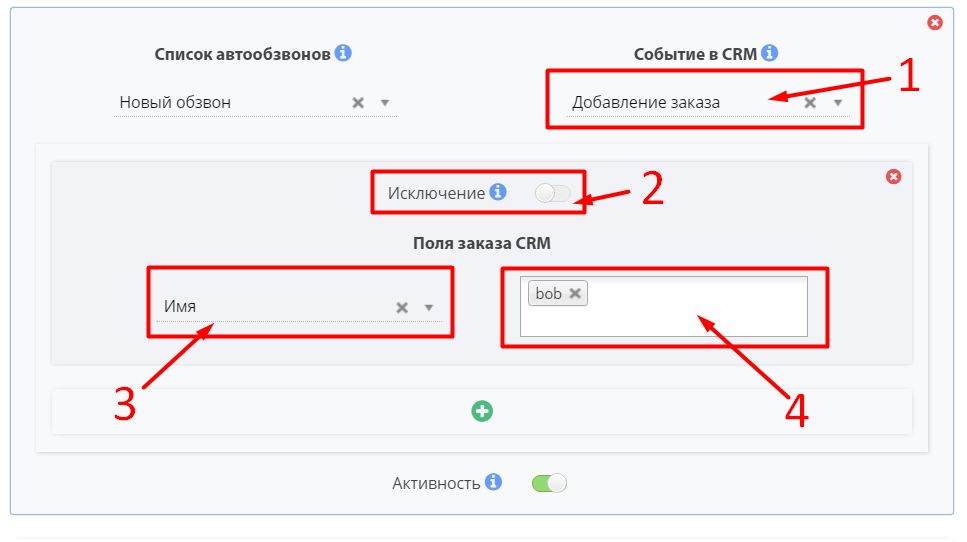 Список автообзвонов
Событие в CRM
Новый обзвон
Добавление заказа
1
Исключение
2
Поля заказа CRM
Имя
bob
3
4
Активность